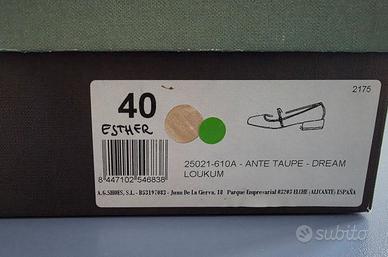 2175
40
ESTHER
25021-610A - ANTE TAUPE - DREAM
LOUKUM
8 447102 546838
A.G.SHOES, S.L. - B53197083 - Juan De La Cierva, 18 Parque Empresarial 03203 ELCHE (ALICANTE) ESPAÑA
subito